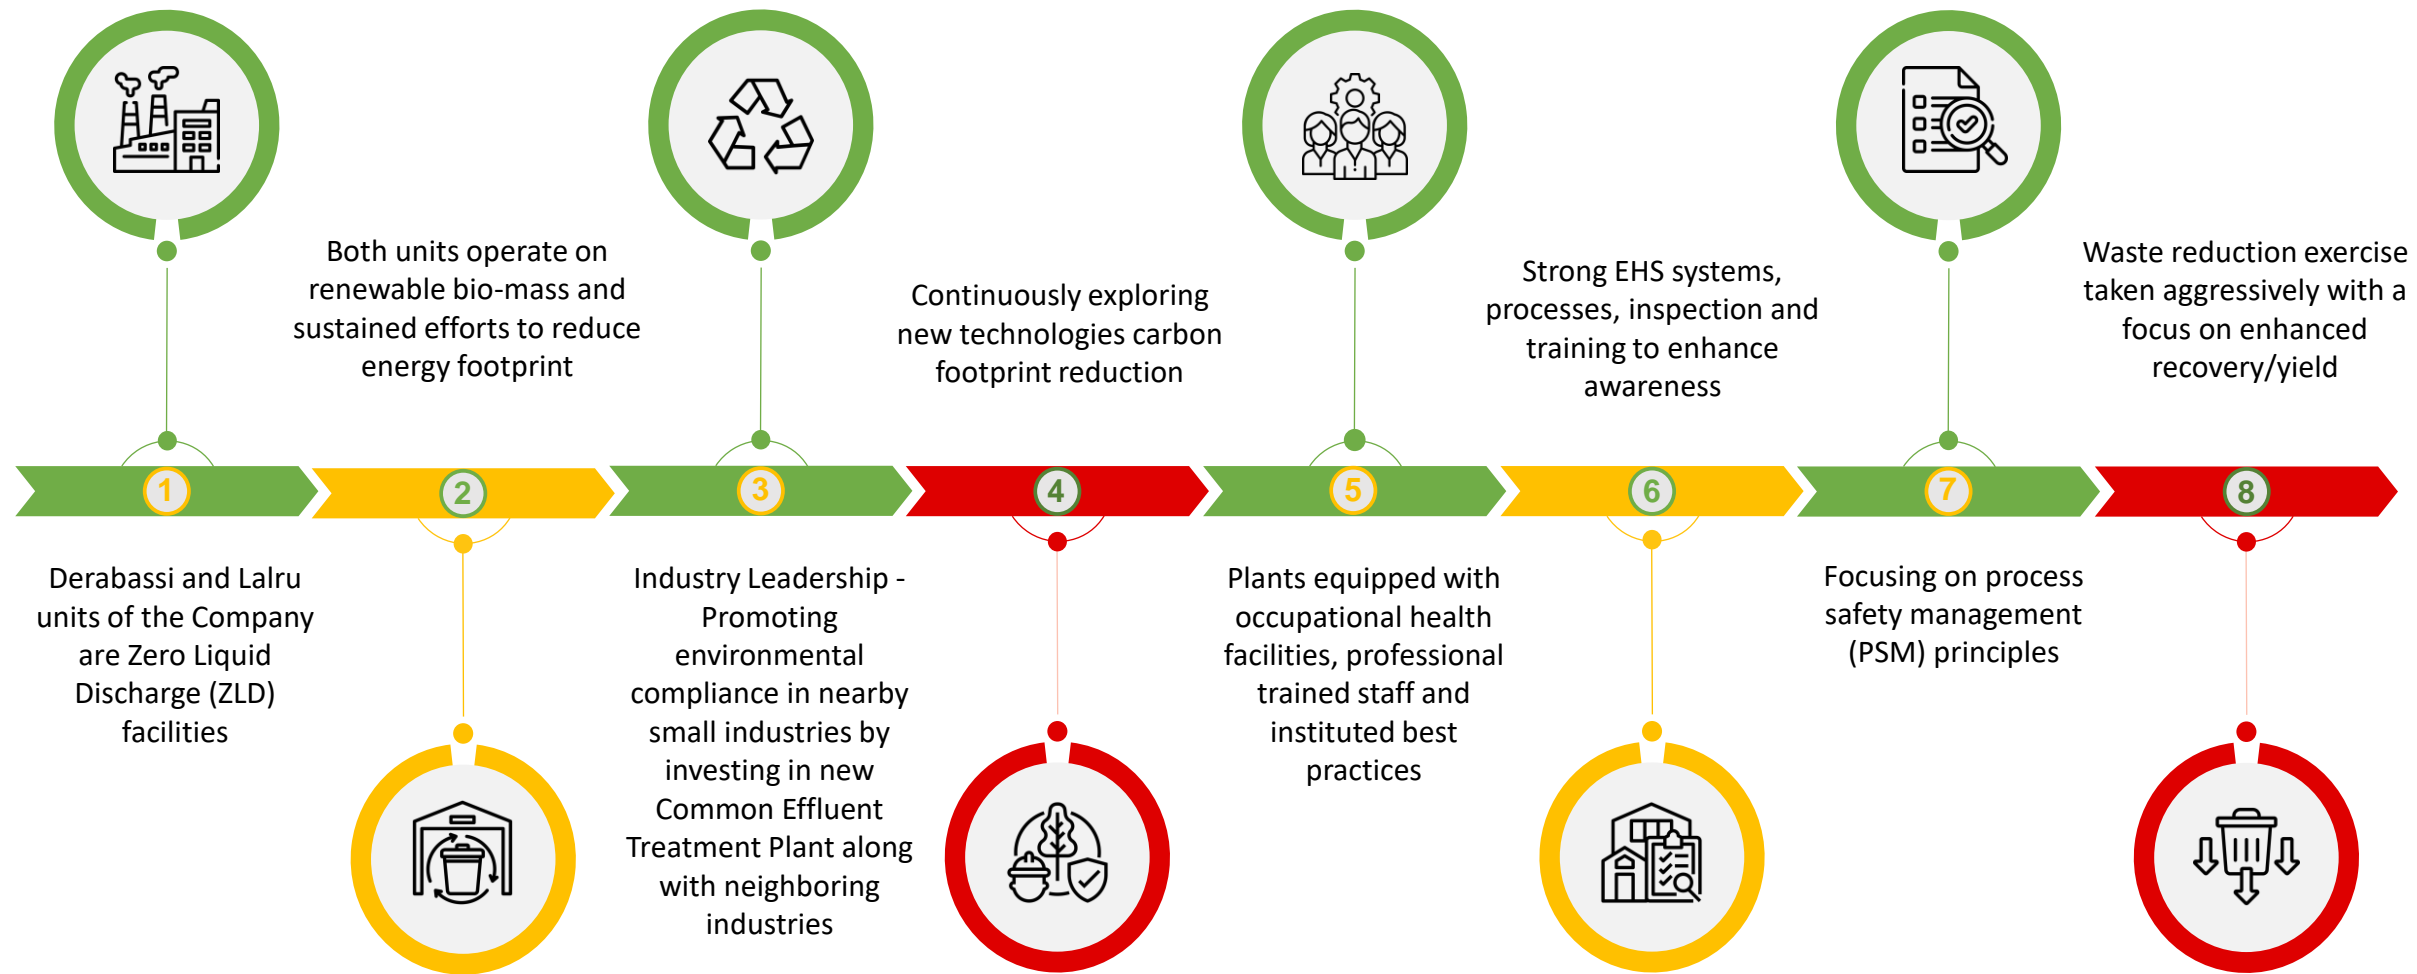 1
Derabassi and Lalru
units of the Company
are Zero Liquid
Discharge (ZLD)
facilities
Both units operate on
renewable bio-mass and
sustained efforts to reduce
energy footprint
2
3
Industry Leadership -
Promoting
environmental
compliance in nearby
small industries by
investing in new
Common Effluent
Treatment Plant along
with neighboring
industries
Continuously exploring
new technologies carbon
footprint reduction
4
5
Plants equipped with
occupational health
facilities, professional
trained staff and
instituted best
practices
Strong EHS systems,
processes, inspection and
training to enhance
awareness
6
7
Focusing on process
safety management
(PSM) principles
Waste reduction exercise
taken aggressively with a
focus on enhanced
recovery/yield
8